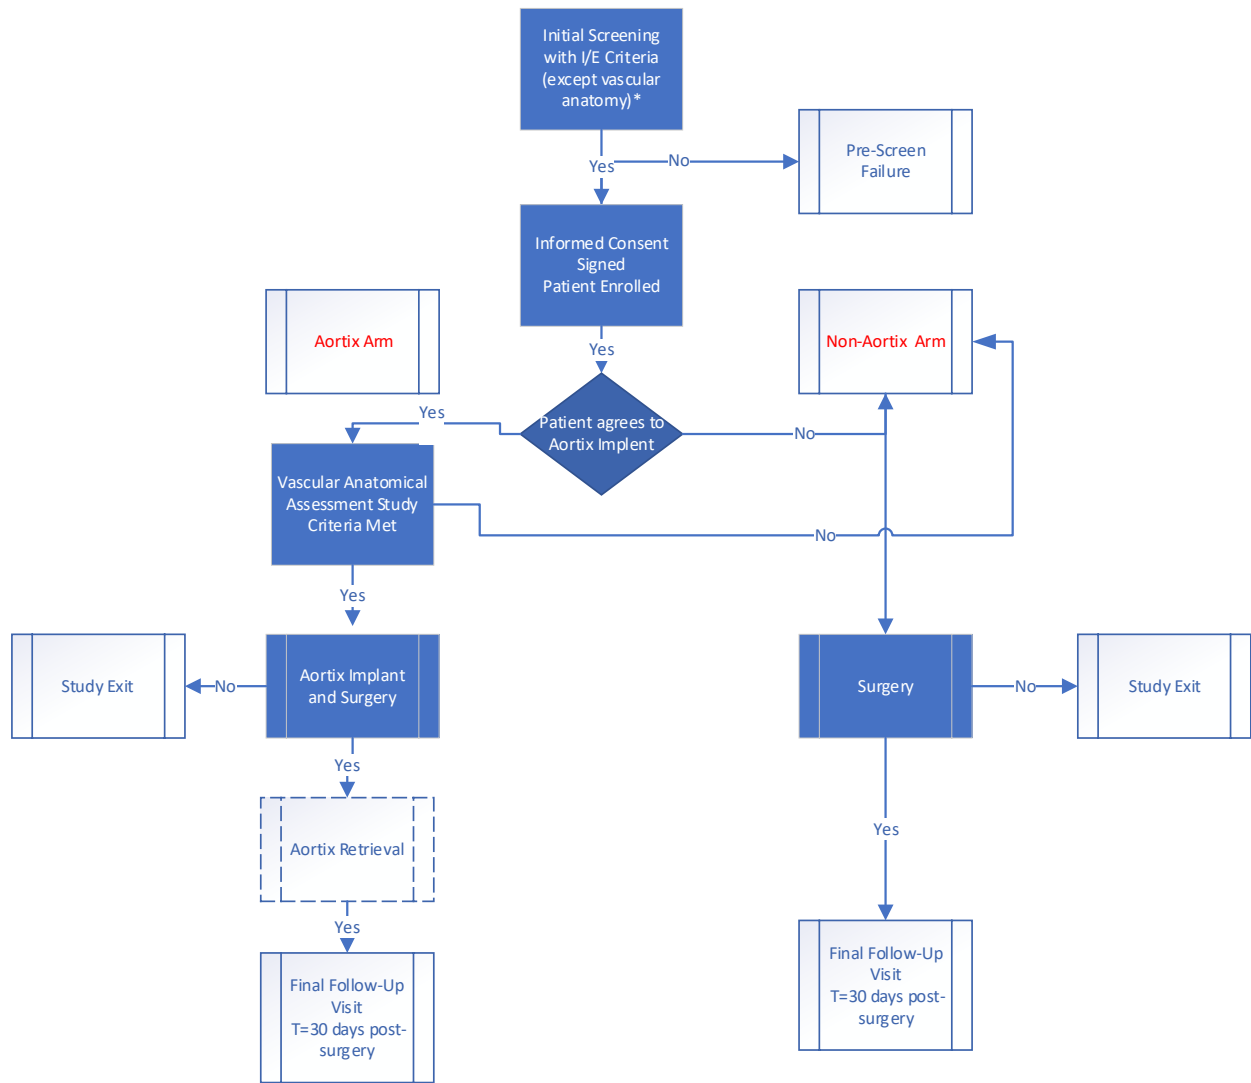 Initial Screening
with I/E Criteria
(except vascular
anatomy)*
Yes
No
Pre-Screen
Failure
Informed Consent
Signed
Patient Enrolled
Aortix Arm
Non-Aortix Arm
Yes
Patient agrees to
Aortix Implent
Yes
No
Vascular Anatomical
Assessment Study
Criteria Met
No
Yes
Study Exit
No
Aortix Implant
and Surgery
Surgery
No
Study Exit
Yes
Aortix Retrieval
Yes
Yes
Final Follow-Up
Visit
T=30 days post-
surgery
Final Follow-Up
Visit
T=30 days post-
surgery